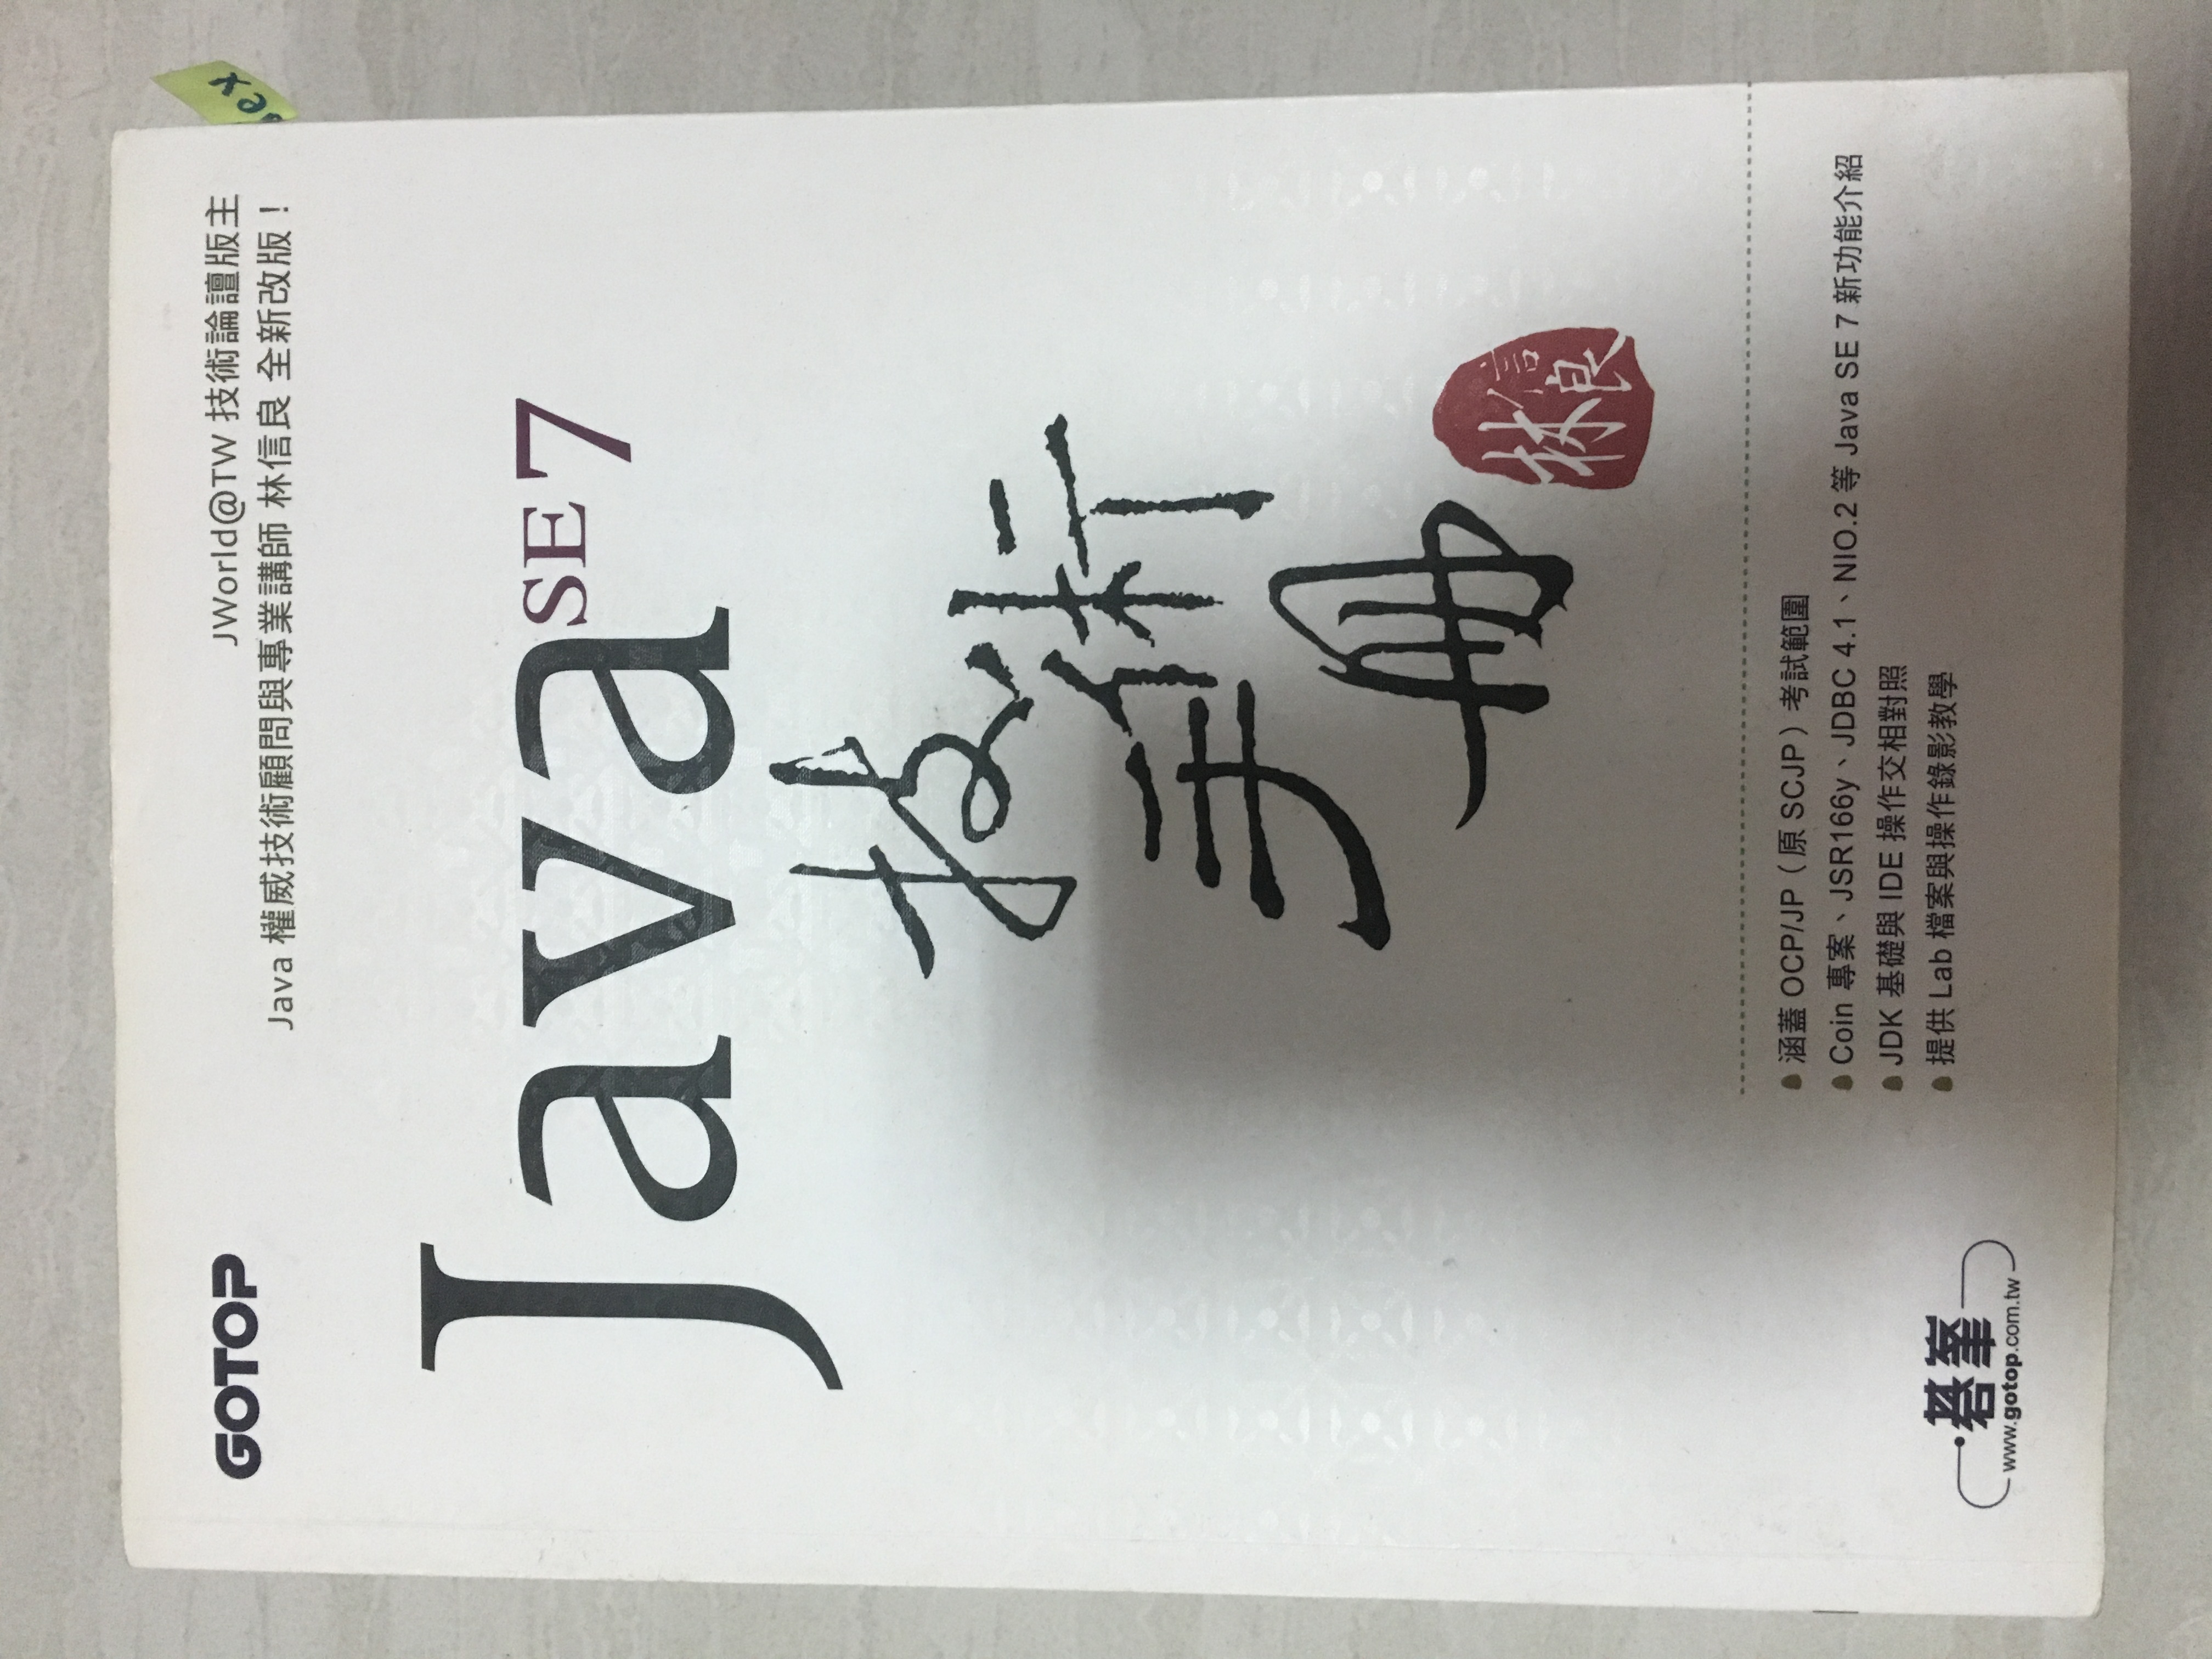 GOTOP
JWorld@TW 技術論譠版主
Java 權威技術顧問與專業講師 林信良 全新改版！
Java SE 7
技術手冊
林信良
涵蓋 OCP/JP（原 SCJP）考試範圍
Coin 專案、JSR166y、JDBC 4.1、NIO.2 等 Java SE 7 新功能介紹
JDK 基礎與 IDE 操作交相對照
提供 Lab 檔案與操作錄影教學
碁峯
www.gotop.com.tw